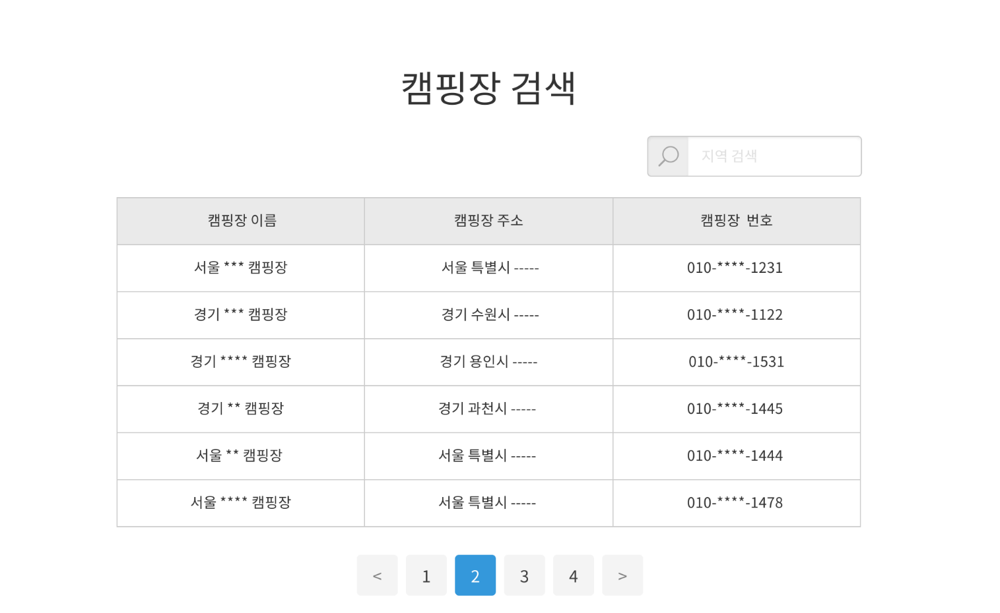 캠핑장 검색
지역 검색
캠핑장 이름 캠핑장 주소 캠핑장 번호
서울 *** 캠핑장 서울 특별시 ----- 010-****-1231
경기 *** 캠핑장 경기 수원시 ----- 010-****-1122
경기 **** 캠핑장 경기 용인시 ----- 010-****-1531
경기 ** 캠핑장 경기 과천시 ----- 010-****-1445
서울 ** 캠핑장 서울 특별시 ----- 010-****-1444
서울 **** 캠핑장 서울 특별시 ----- 010-****-1478
< 1 2 3 4 >